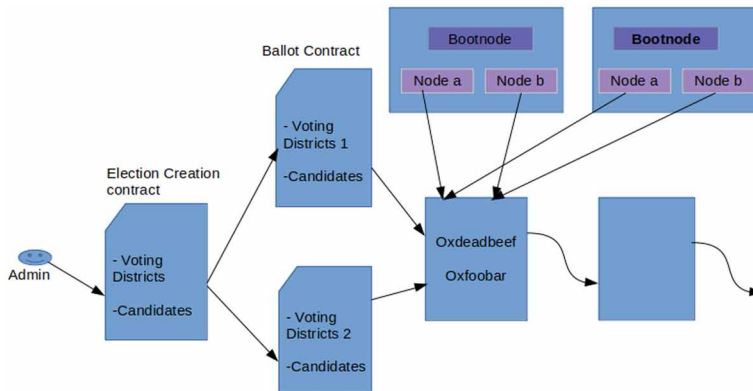 Ballot Contract
Bootnode
Node a
Node b
Bootnode
Node a
Node b
- Voting
Districts 1
-Candidates
Election Creation
contract
- Voting
Districts
-Candidates
Admin
Oxdeadbeef
Oxfoobar
- Voting
Districts 2
-Candidates